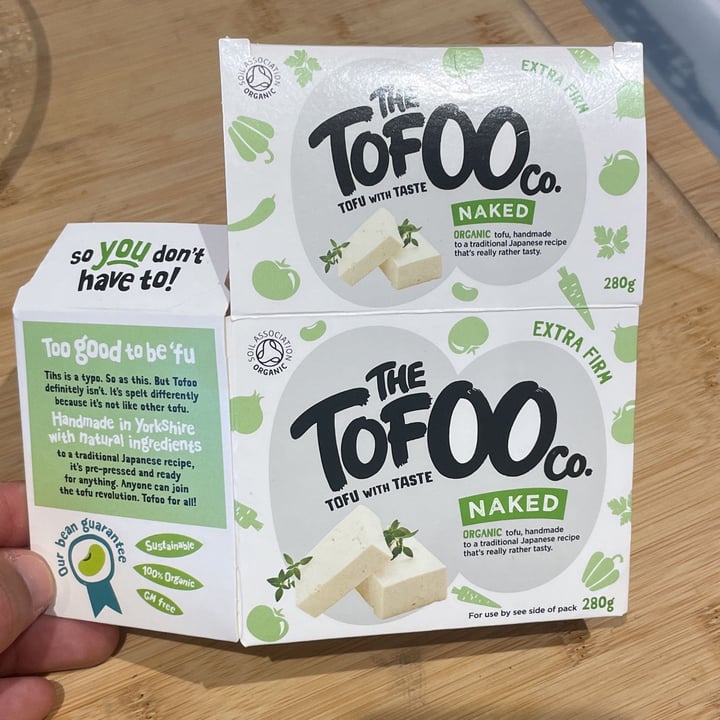 SOIL ASSOCIATION
ORGANIC
EXTRA FIRM
THE
TOFOO Co.
TOFU WITH TASTE
NAKED
ORGANIC tofu, handmade
to a traditional Japanese recipe
that's really rather tasty.
280g
so you don't
have to!
Too good to be 'fu
Tihs is a typo. So as this. But Tofoo
definitely isn't. It's spelt differently
because it's not like other tofu.
Handmade in Yorkshire
with natural ingredients
to a traditional Japanese recipe,
it's pre-pressed and ready
for anything. Anyone can join
the tofu revolution. Tofoo for all!
Our bean guarantee
Sustainable
100% Organic
GM free
SOIL ASSOCIATION
ORGANIC
EXTRA FIRM
THE
TOFOO Co.
TOFU WITH TASTE
NAKED
ORGANIC tofu, handmade
to a traditional Japanese recipe
that's really rather tasty.
For use by see side of pack 280g